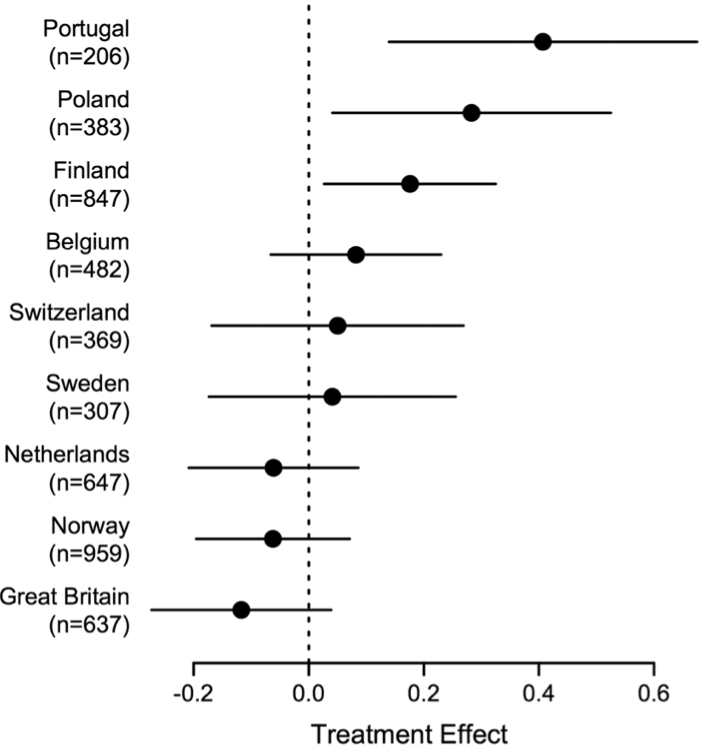 Portugal
(n=206)
Poland
(n=383)
Finland
(n=847)
Belgium
(n=482)
Switzerland
(n=369)
Sweden
(n=307)
Netherlands
(n=647)
Norway
(n=959)
Great Britain
(n=637)
-0.2 0.0 0.2 0.4 0.6
Treatment Effect